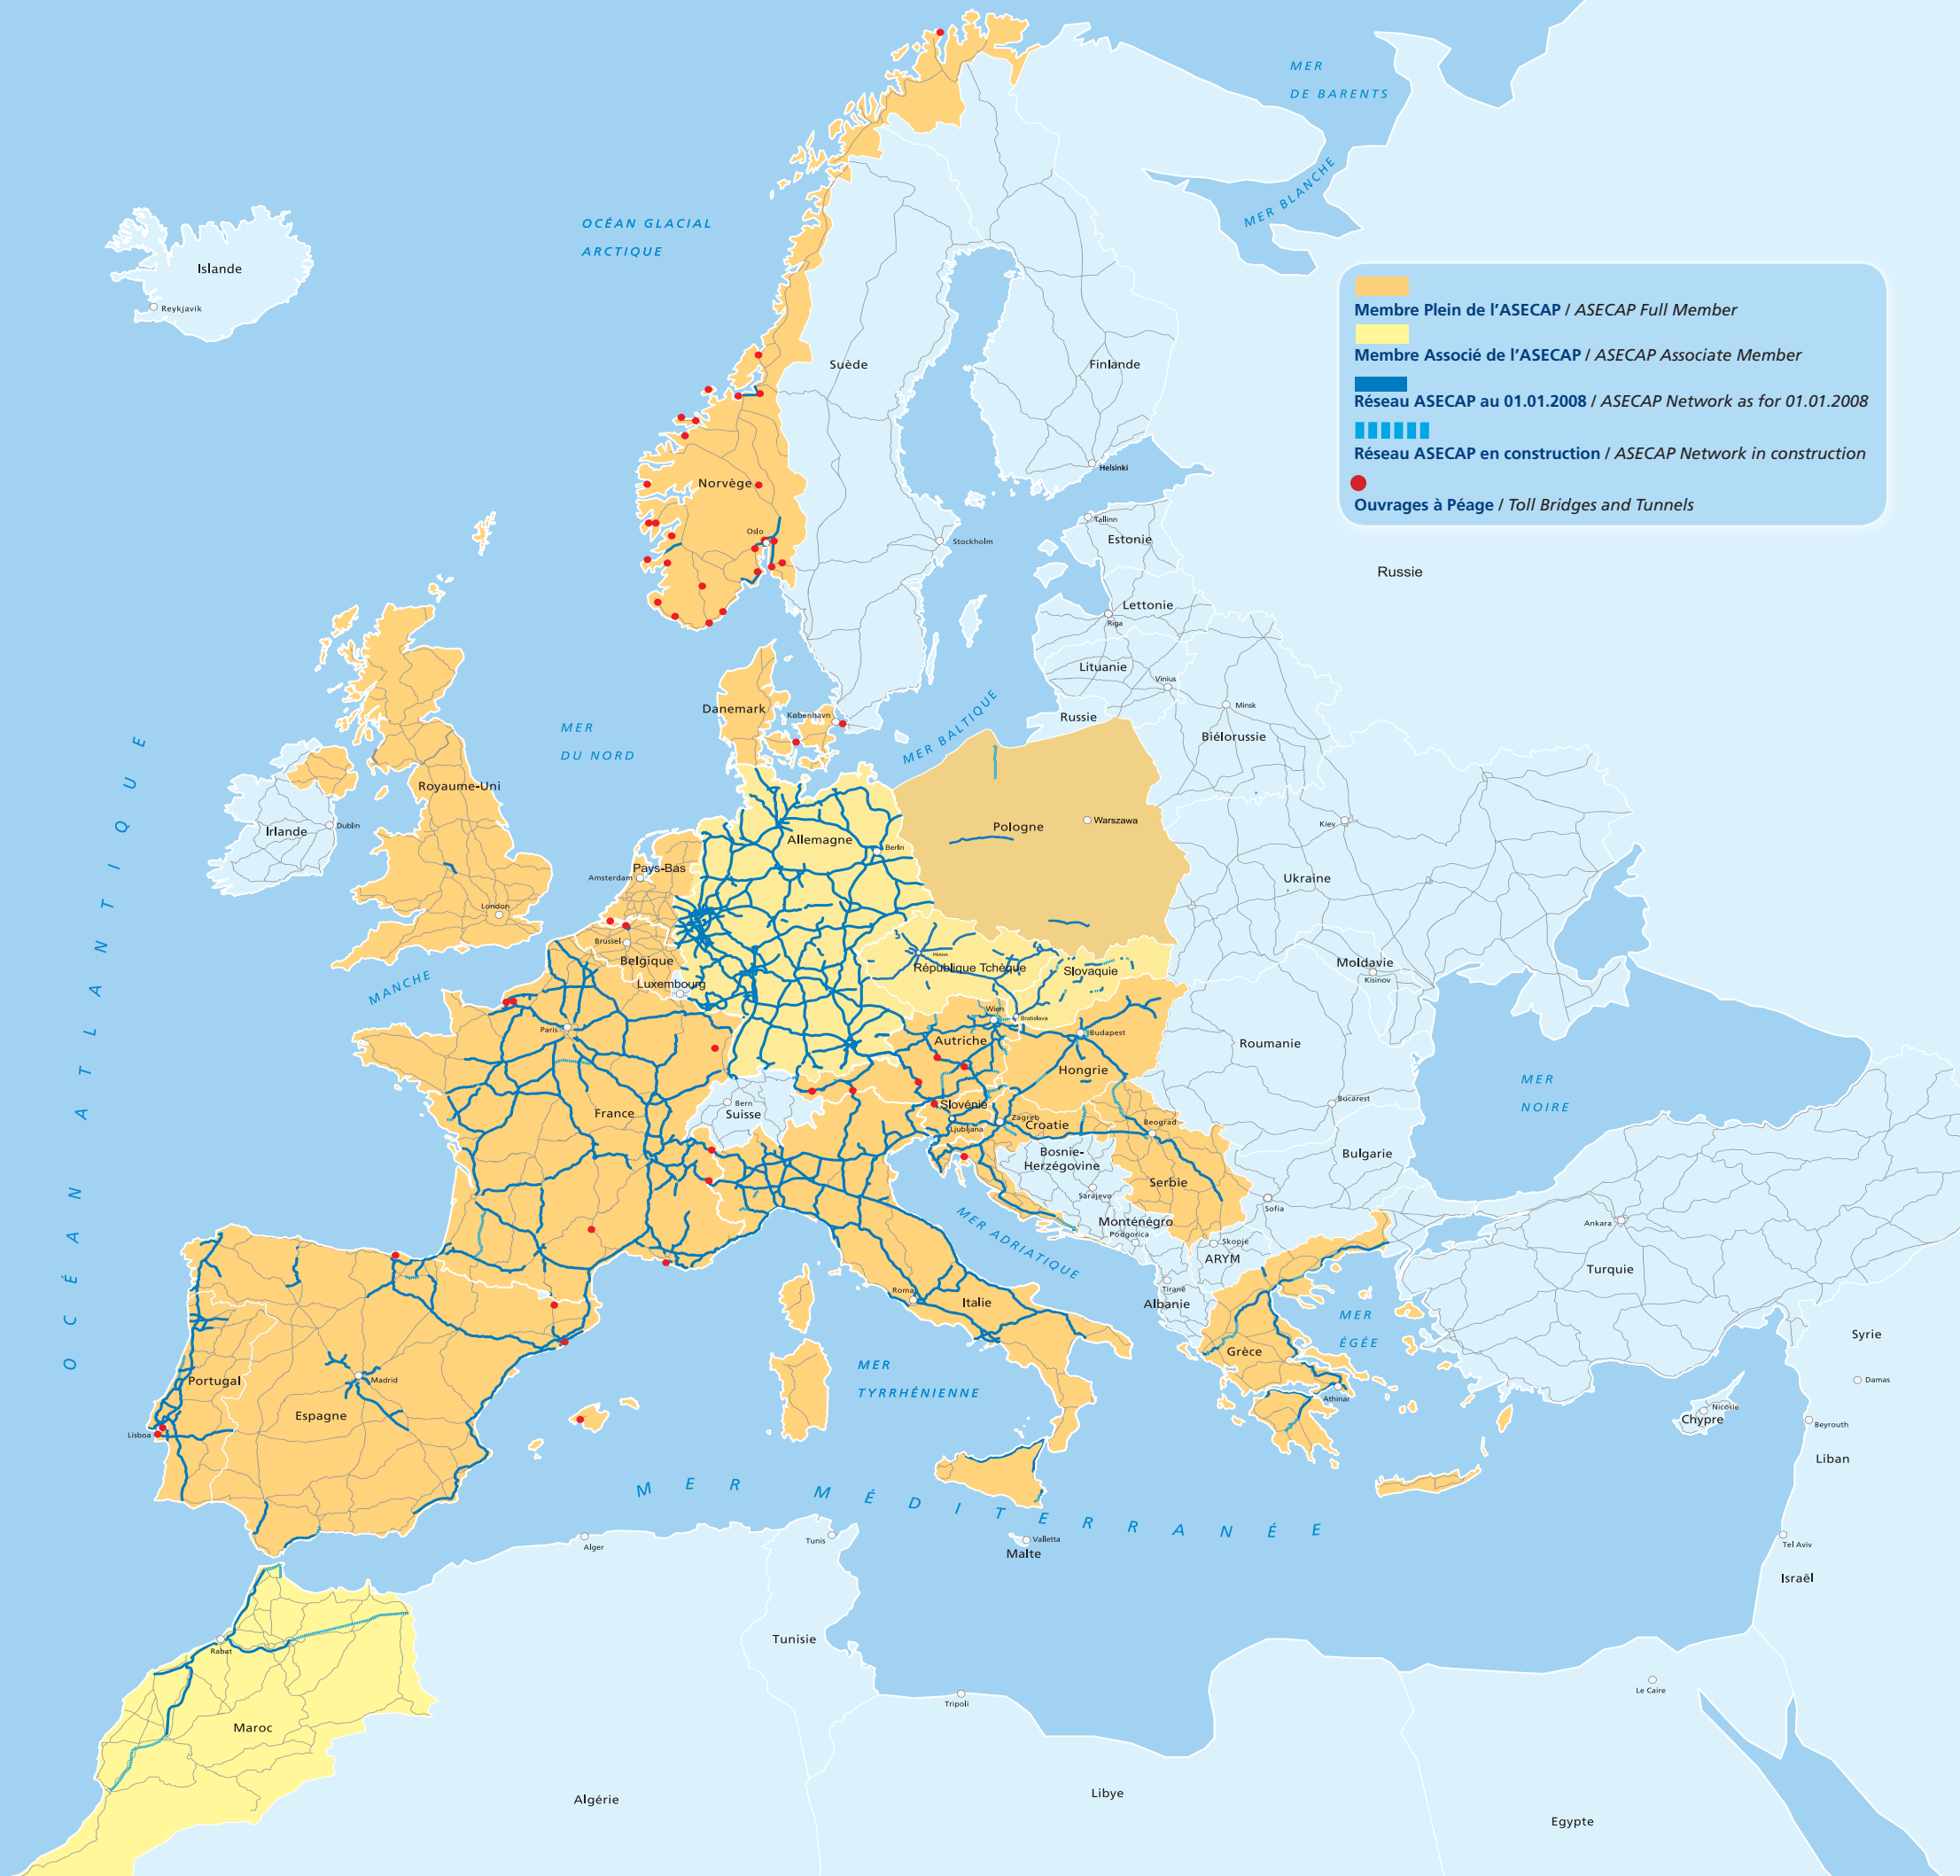 MER
DE BARENTS
MER BLANCHE
OCÉAN GLACIAL
ARCTIQUE
Islande
Reykjavik
Membre Plein de l'ASECAP / ASECAP Full Member
Membre Associé de l'ASECAP / ASECAP Associate Member
Réseau ASECAP au 01.01.2008 / ASECAP Network as for 01.01.2008
Réseau ASECAP en construction / ASECAP Network in construction
Ouvrages à Péage / Toll Bridges and Tunnels
Suède
Finlande
Helsinki
Norvège
Oslo
Stockholm
Tallinn
Estonie
Russie
Lettonie
Riga
Lituanie
Vinius
Minsk
Russie
Biélorussie
Danemark
København
MER BALTIQUE
MER
DU NORD
Royaume-Uni
Irlande
Dublin
London
Pays-Bas
Amsterdam
Allemagne
Berlin
Pologne
Warszawa
Kiev
Ukraine
Brussel
Belgique
Luxembourg
PRAHA
République Tchèque
Slovaquie
Moldavie
Kisinov
MANCHE
OCÉAN ATLANTIQUE
Paris
Wien
Bratislava
Autriche
Budapest
Hongrie
Roumanie
Bucarest
MER
NOIRE
France
Bern
Suisse
Slovénie
Ljubljana
Zagreb
Croatie
Beograd
Bosnie-
Herzégovine
Sarajevo
Serbie
Bulgarie
Sofia
Monténégro
Podgorica
Skopje
ARYM
MER ADRIATIQUE
Tirane
Albanie
Ankara
Turquie
Roma
Italie
MER
ÉGÉE
Grèce
Athinai
MER
TYRRHÉNIENNE
Portugal
Madrid
Espagne
Lisboa
Syrie
Damas
Nicosie
Chypre
Beyrouth
Liban
MER MÉDITERRANÉE
Alger
Tunis
Valletta
Malte
Tel Aviv
Israël
Rabat
Tunisie
Tripoli
Le Caire
Maroc
Algérie
Libye
Egypte